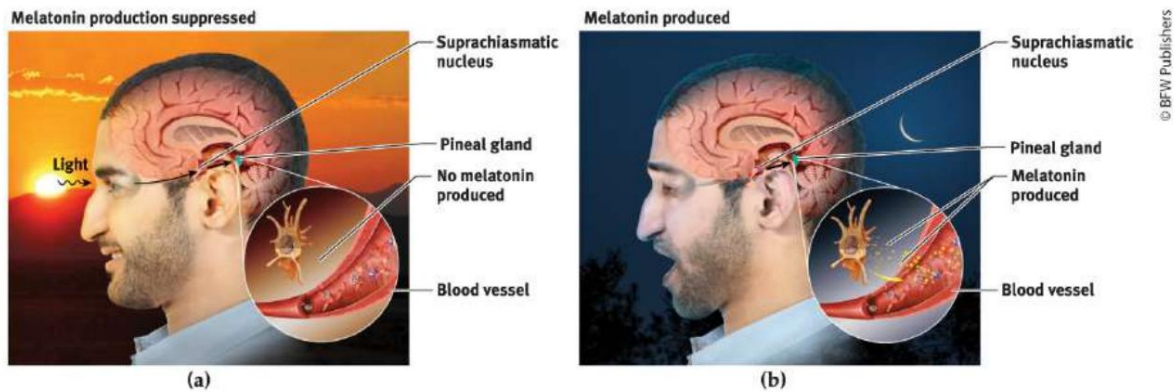 Melatonin production suppressed
Suprachiasmatic
nucleus
Light
Pineal gland
No melatonin
produced
Blood vessel
(a)
Melatonin produced
Suprachiasmatic
nucleus
Pineal gland
Melatonin
produced
Blood vessel
(b)
© BFW Publishers